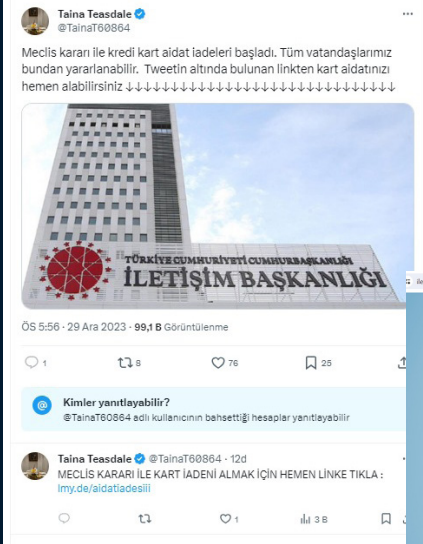 Taina Teasdale
@TainaT60864
Meclis kararı ile kredi kart aidat iadeleri başladı. Tüm vatandaşlarımız
bundan yararlanabilir. Tweetin altında bulunan linkten kart aidatınızı
hemen alabilirsiniz ↓↓↓↓↓↓↓↓↓↓↓↓↓↓↓↓↓↓↓↓↓↓↓↓↓↓↓↓↓
TÜRKİYE CUMHURİYETİ CUMHURBAŞKANLIĞI
İLETİŞİM BAŞKANLIĞI
ÖS 5:56 · 29 Ara 2023 · 99,1 B Görüntülenme
1 8 76 25
Kimler yanıtlayabilir?
@TainaT60864 adlı kullanıcının bahsettiği hesaplar yanıtlayabilir
Taina Teasdale @TainaT60864 · 12d
MECLİS KARARI İLE KART İADENİ ALMAK İÇİN HEMEN LİNKE TIKLA :
lmy.de/aidatiadesiii
1 3 B